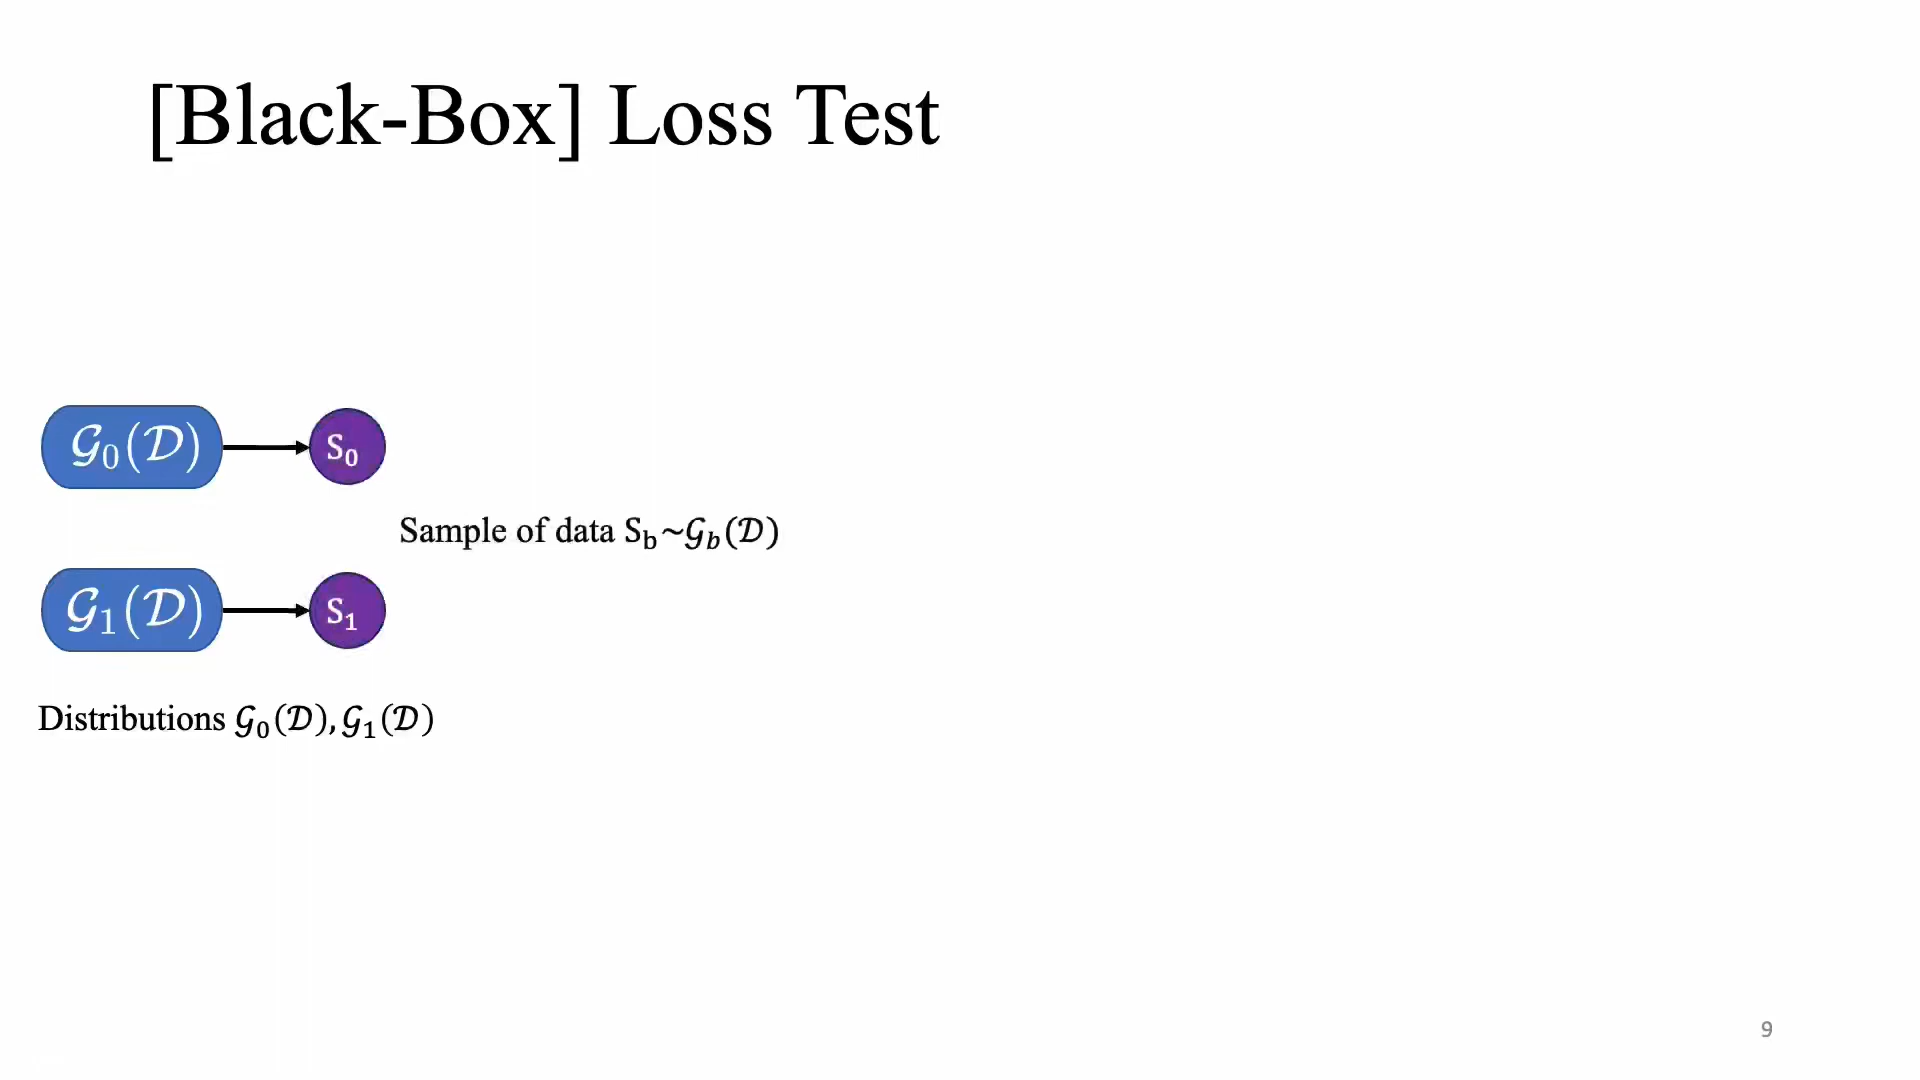 [Black-Box] Loss Test
𝒢₀(𝒟)
S₀
Sample of data S_b~𝒢_b(𝒟)
𝒢₁(𝒟)
S₁
Distributions 𝒢₀(𝒟),𝒢₁(𝒟)
9